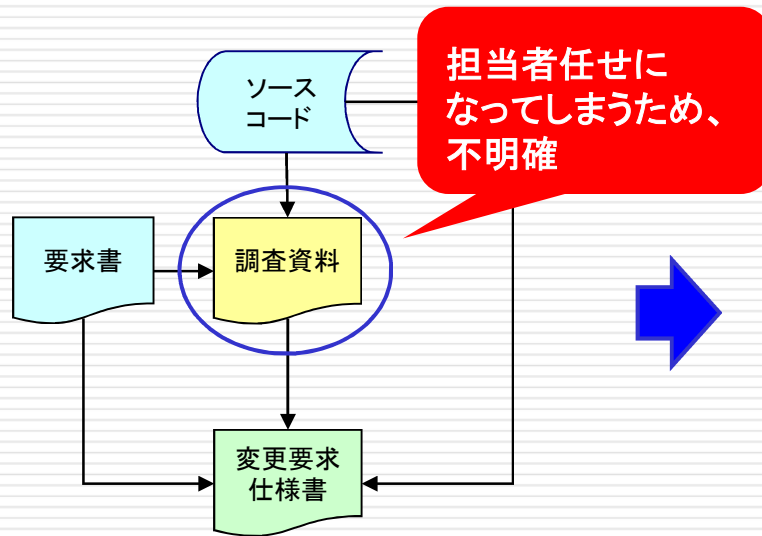 ソース
コード
担当者任せに
なってしまうため、
不明確
要求書
調査資料
変更要求
仕様書